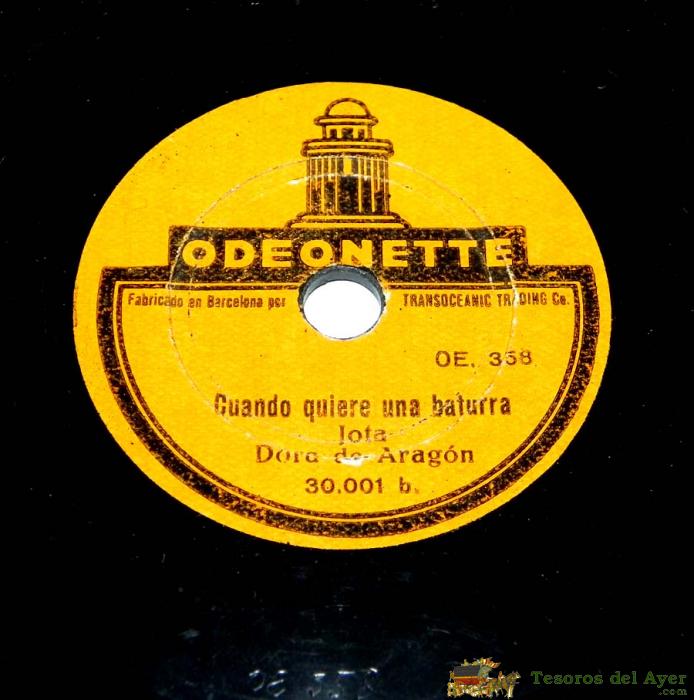 ODEONETTE
Fabricado en Barcelona por TRANSOCEANIC TRADING Co.
OE. 358
Cuando quiere una baturra
Jota
Dora de Aragón
30.001 b.
Tesoros del Ayer
.com